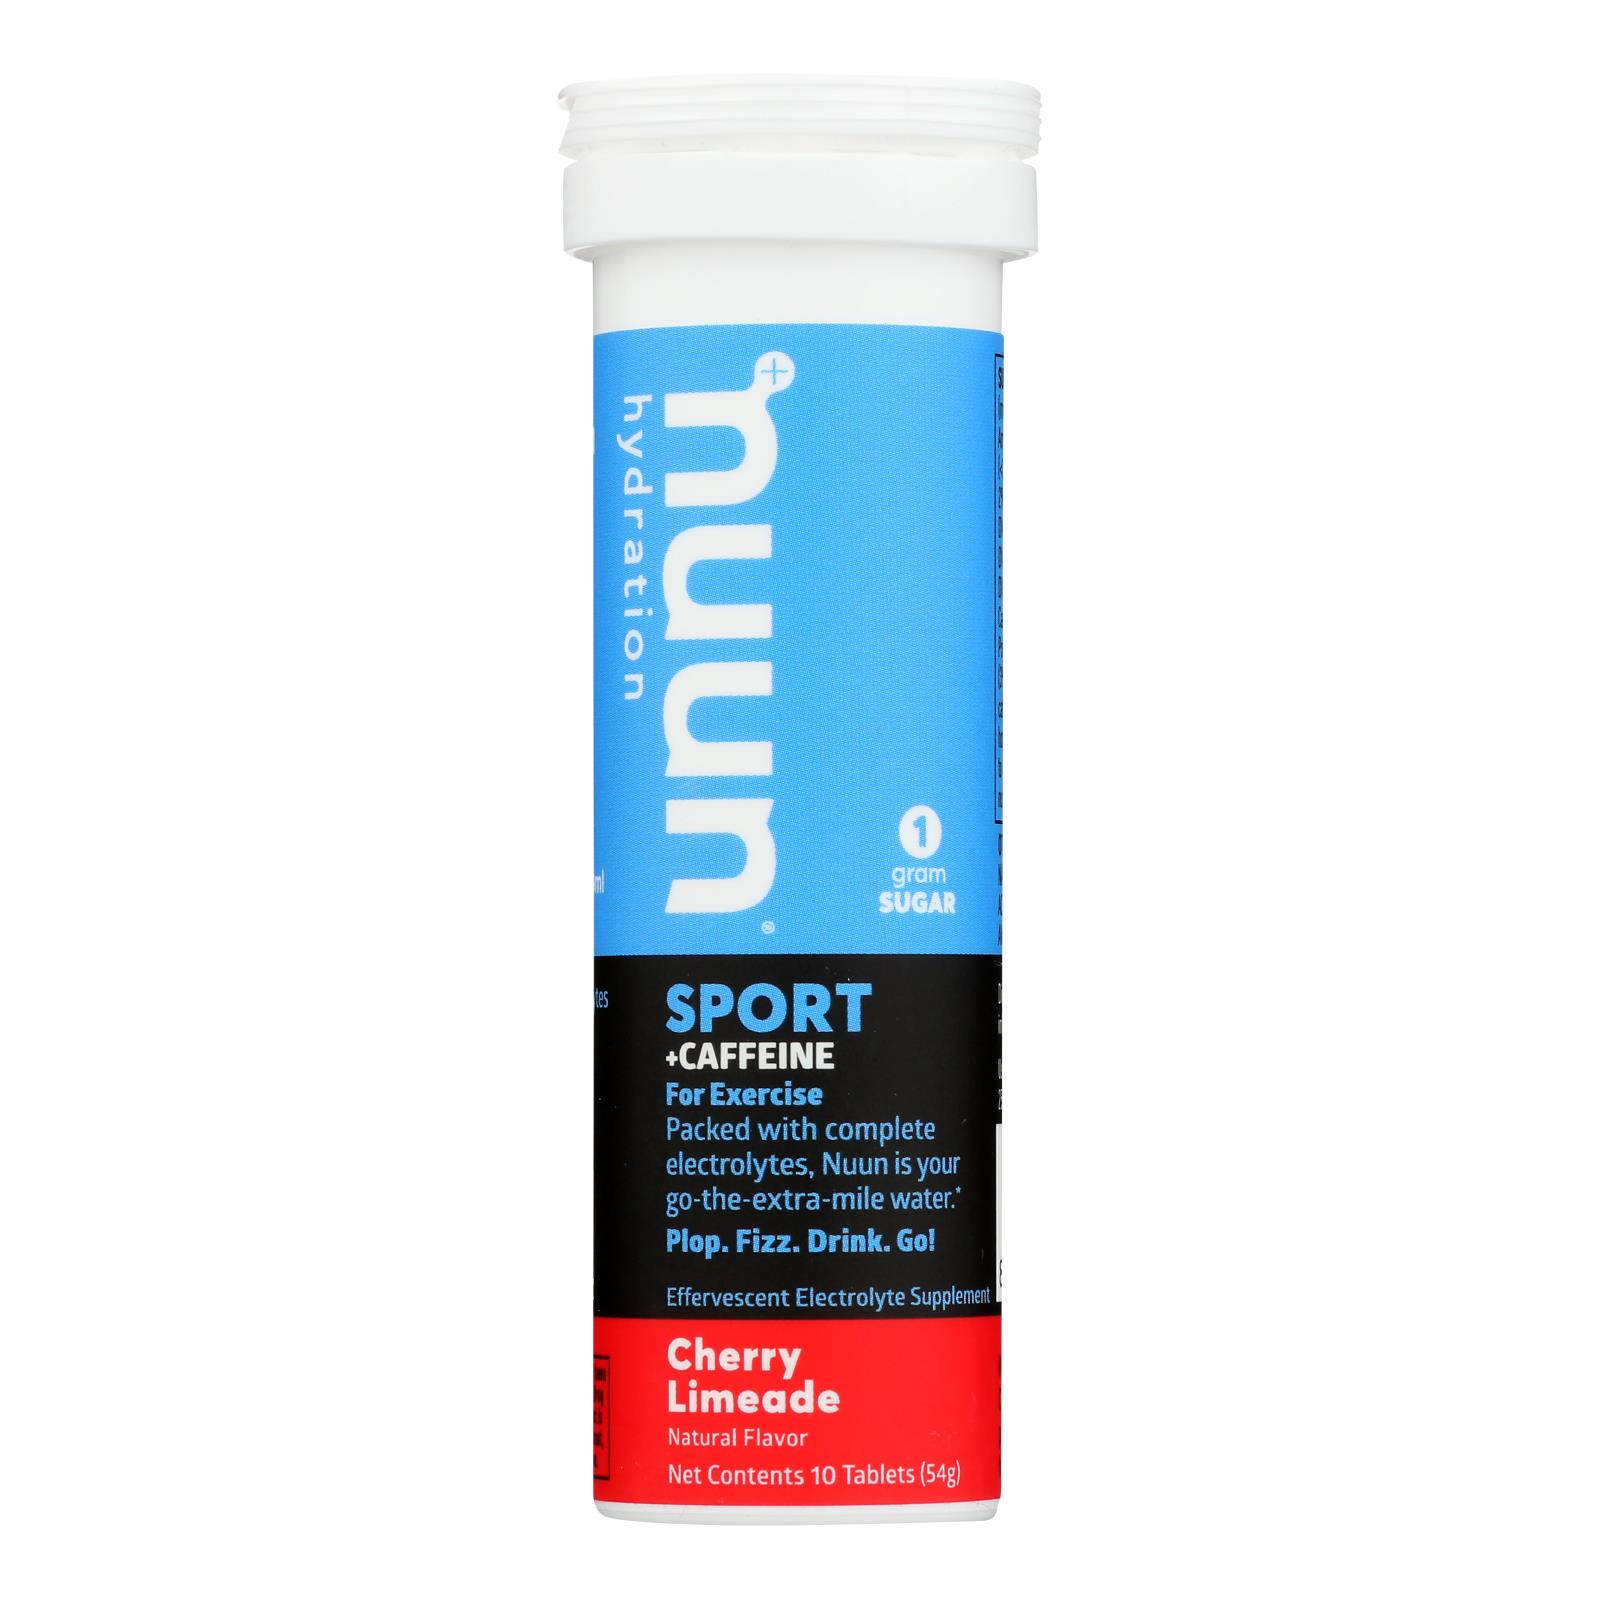 nuun
hydration
1
gram
SUGAR
SPORT
+CAFFEINE
For Exercise
Packed with complete
electrolytes, Nuun is your
go-the-extra-mile water.*
Plop. Fizz. Drink. Go!
Effervescent Electrolyte Supplement
Cherry
Limeade
Natural Flavor
Net Contents 10 Tablets (54g)